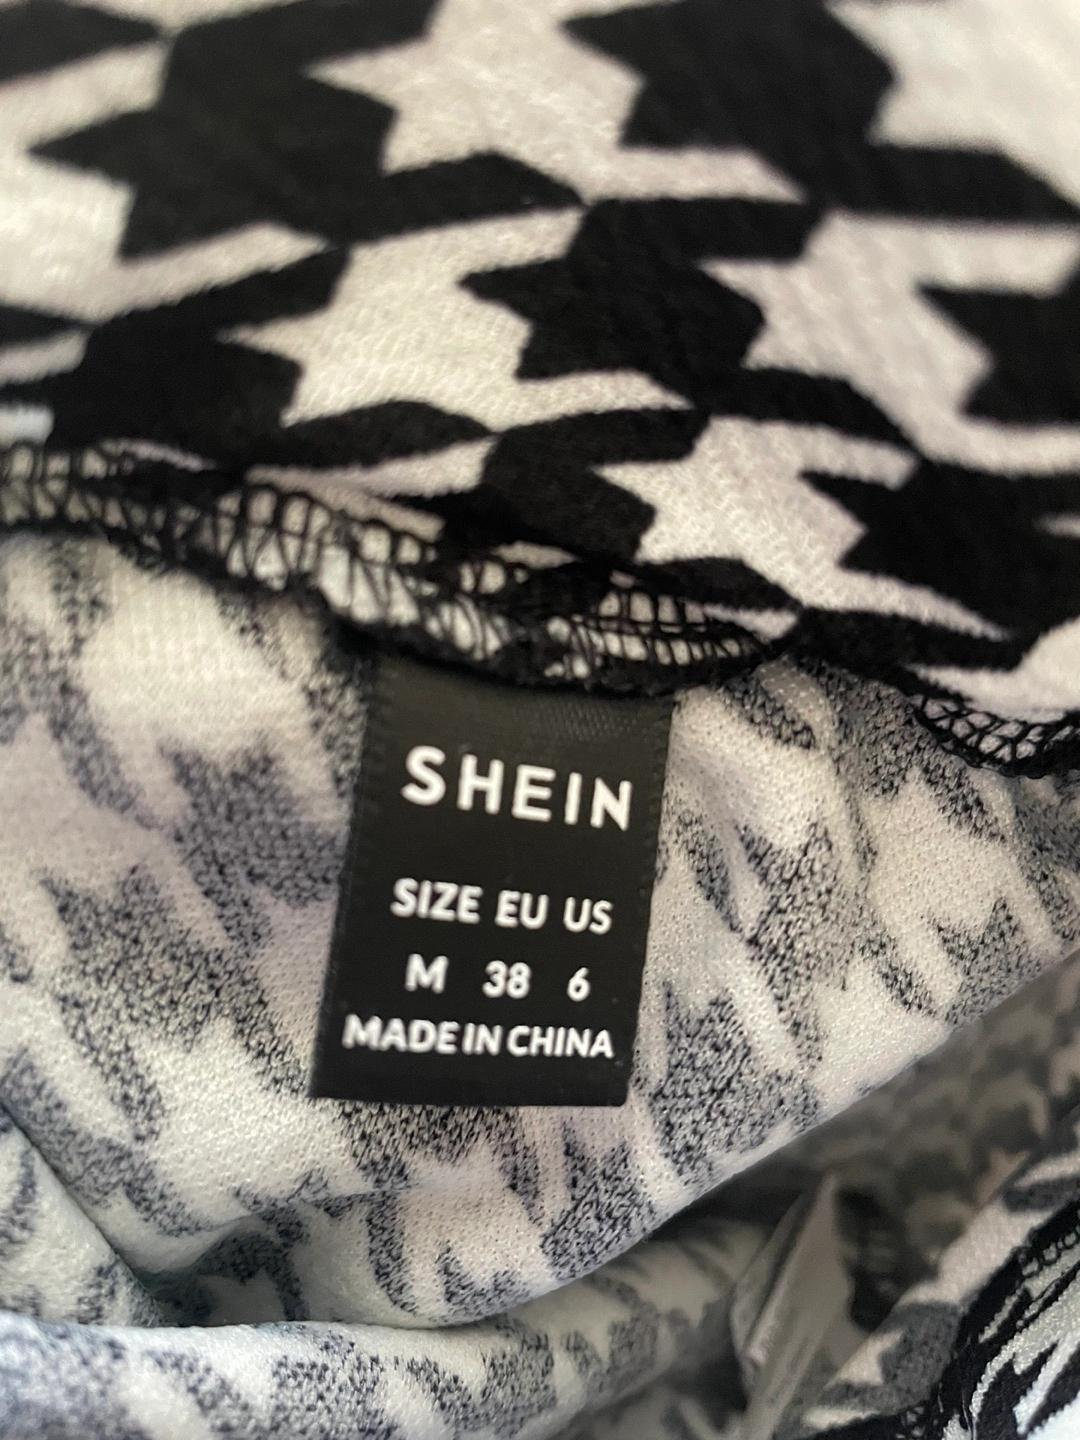 SHEIN
SIZE EU US
M 38 6
MADE IN CHINA